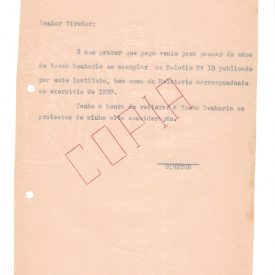 Senhor Diretor:
É com prazer que peço venia para passar ás mãos
de Vossa Senhoria um exemplar do Boletim Nº 18 publicado
por este Instituto, bem como do Relatorio correspondente
ao exercicio de 1937.
Tenho a honra de reiterar a Vossa Senhoria os
protestos de minha alta consideração.
COPIA
DIRETOR